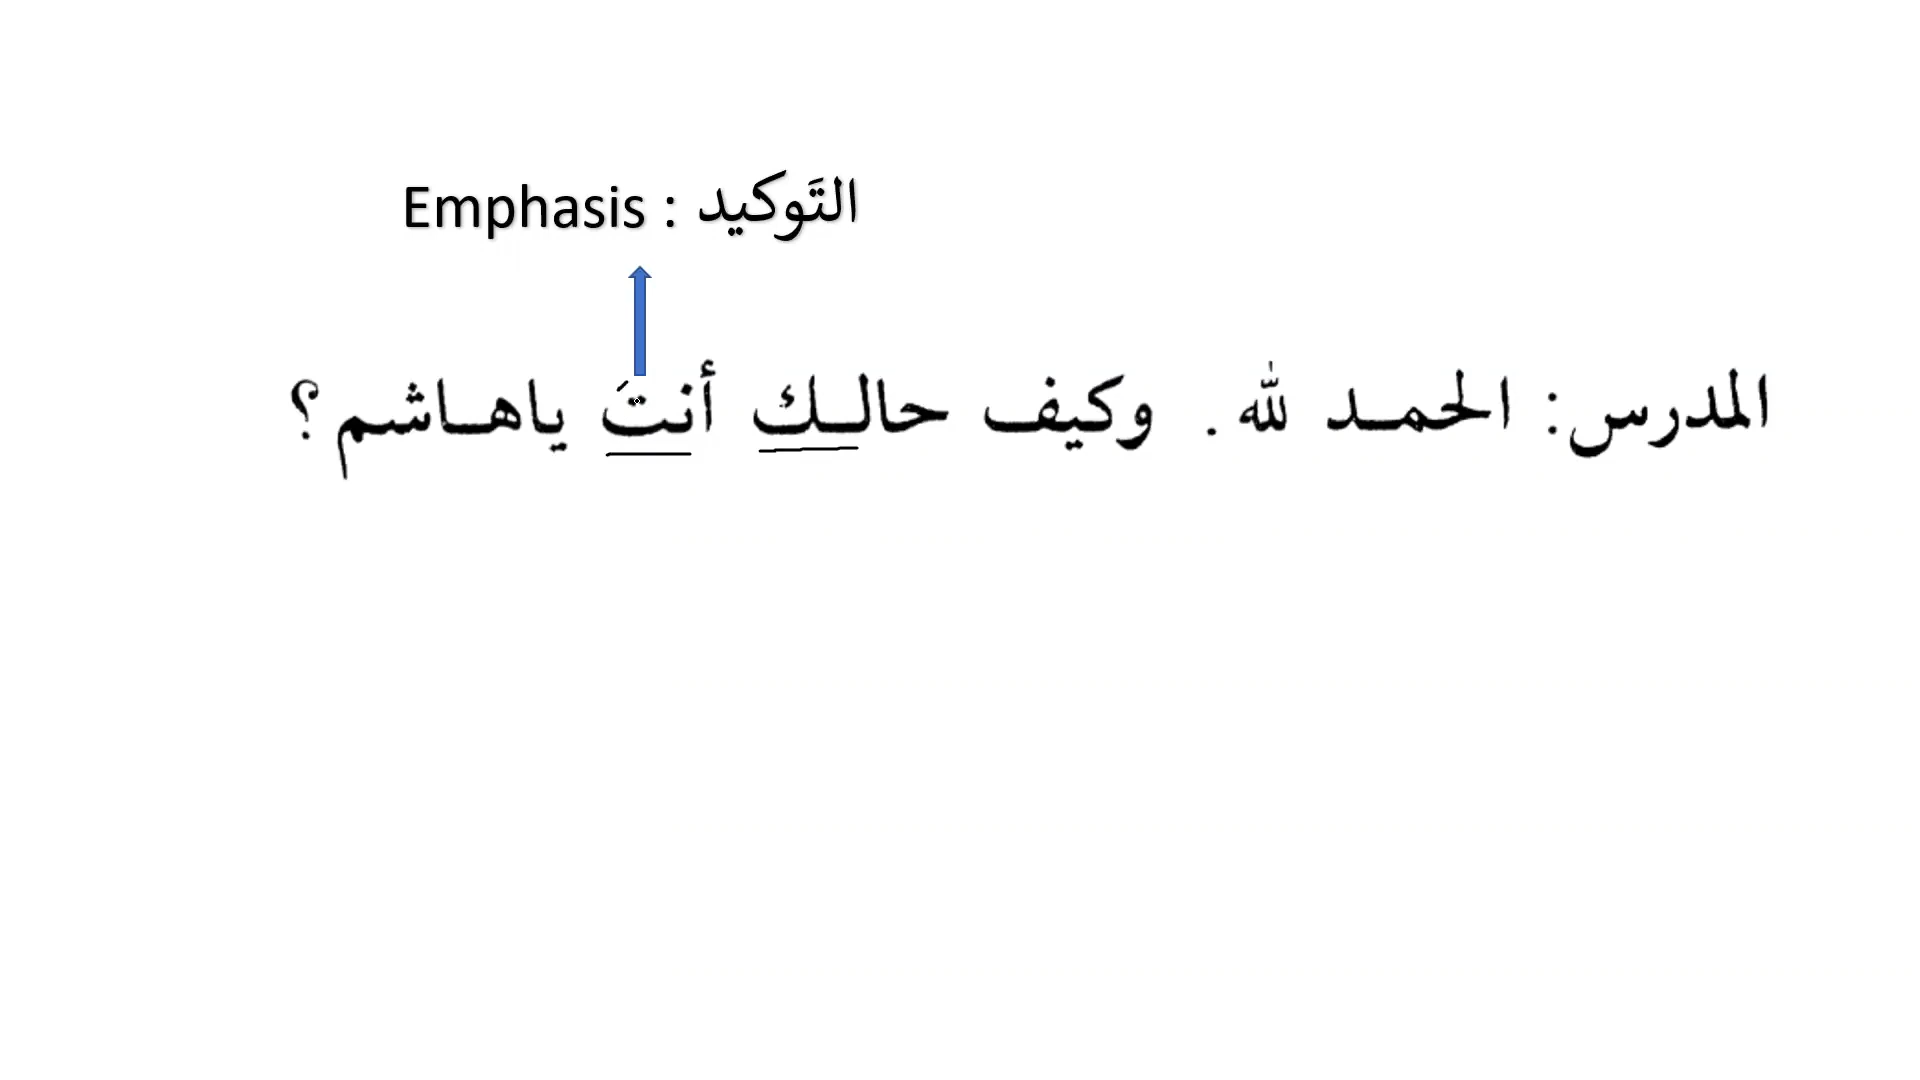 Emphasis : التَوكيد
المدرس: الحمد لله . وكيف حالك أنتَ ياهاشم؟